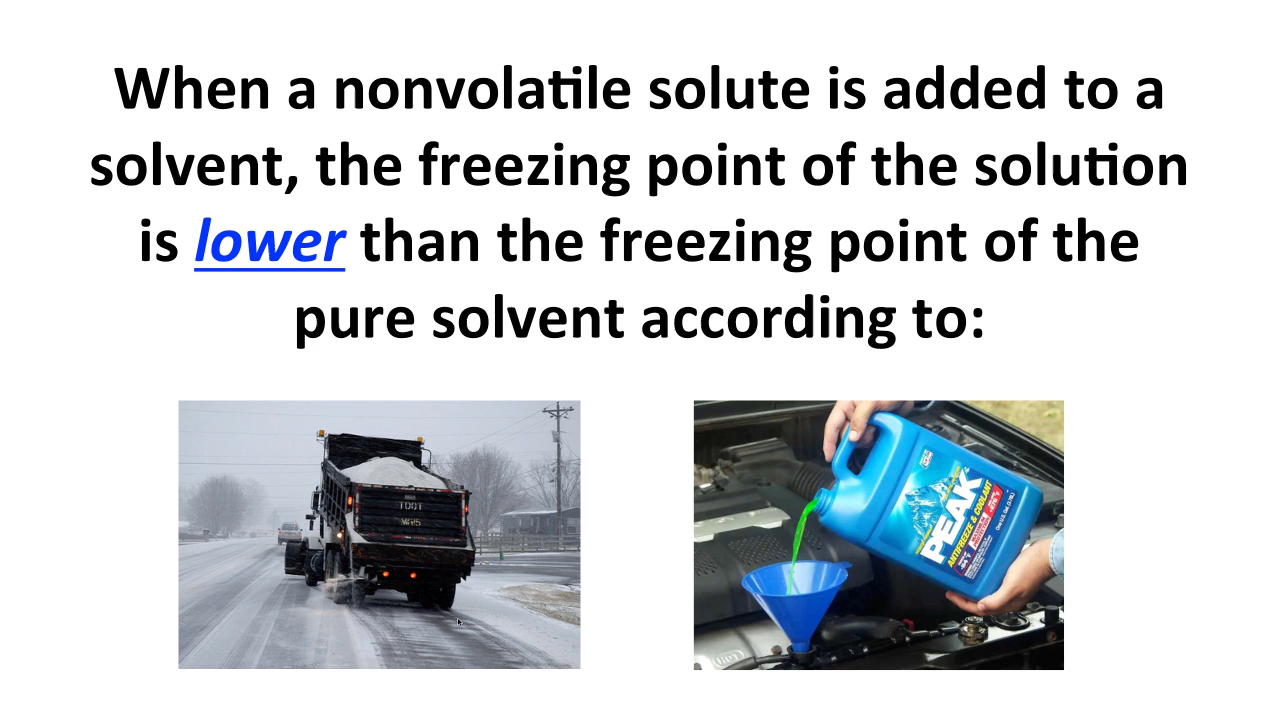 When a nonvolatile solute is added to a
solvent, the freezing point of the solution
is lower than the freezing point of the
pure solvent according to:
TDOT
PEAK
ANTIFREEZE & COOLANT